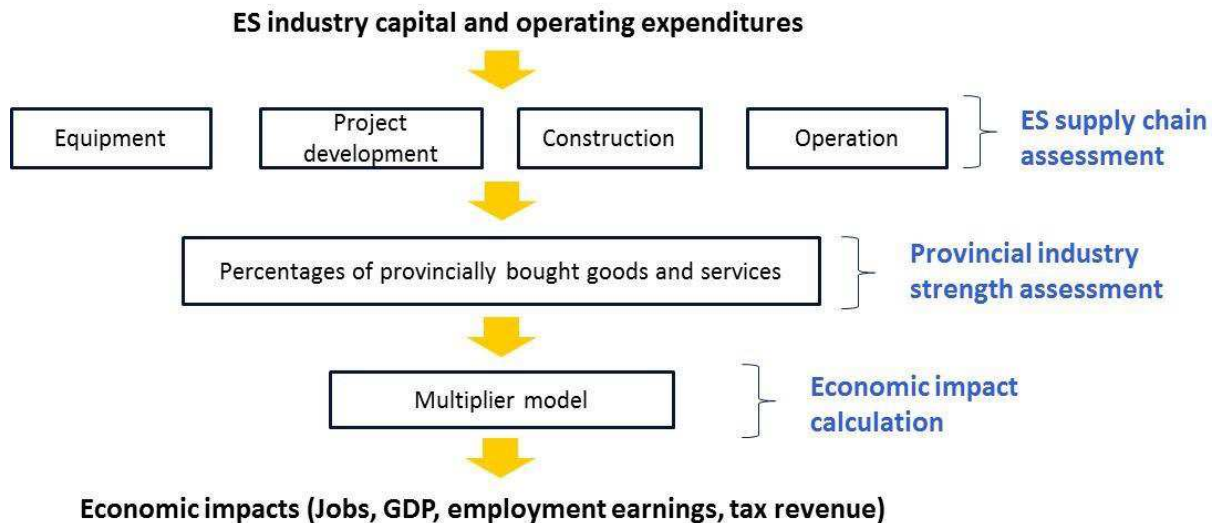 ES industry capital and operating expenditures
Equipment
Project
development
Construction
Operation
ES supply chain
assessment
Percentages of provincially bought goods and services
Provincial industry
strength assessment
Multiplier model
Economic impact
calculation
Economic impacts (Jobs, GDP, employment earnings, tax revenue)